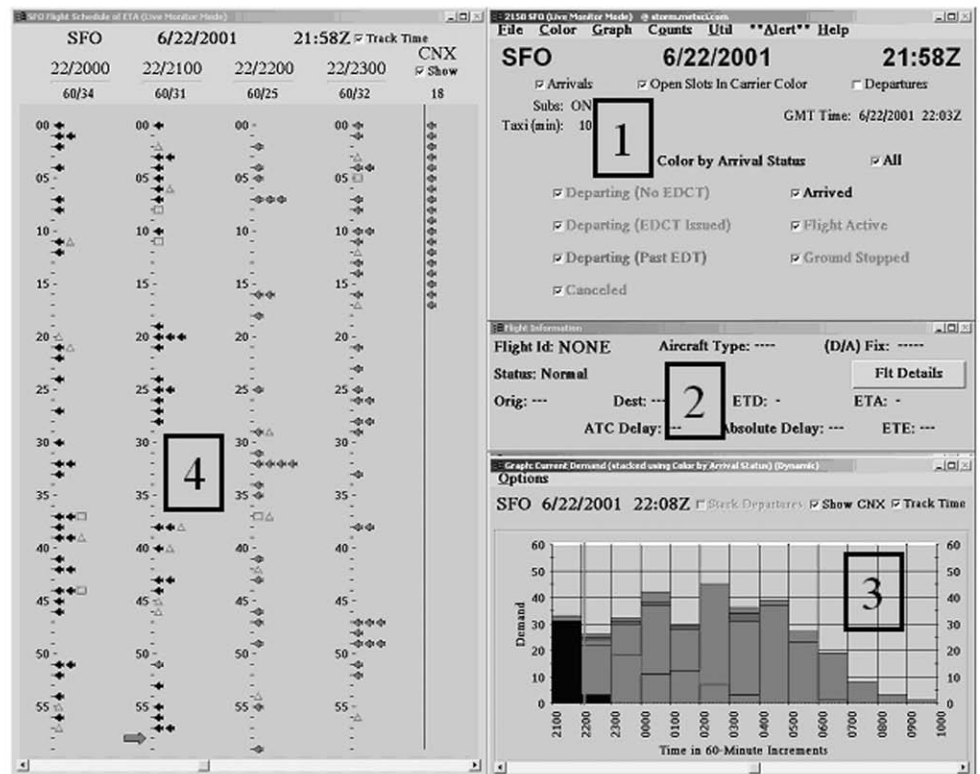 SFO Flight Schedule of ETA (Live Monitor Mode)
SFO 6/22/2001 21:58Z Track Time
CNX
22/2000 22/2100 22/2200 22/2300 Show
60/34 60/31 60/25 60/32 18
00 00 00 00
05 05 05 05
10 10 10 10
15 15 15 15
20 20 20 20
25 25 25 25
30 30 30 30
35 35 35 35
40 40 40 40
45 45 45 45
50 50 50 50
55 55 55 55
4
2158 SFO (Live Monitor Mode) @ storm.metsci.com
File Color Graph Counts Util **Alert** Help
SFO 6/22/2001 21:58Z
Arrivals Open Slots In Carrier Color Departures
Subs: ON
GMT Time: 6/22/2001 22:03Z
Taxi (min): 10
1
Color by Arrival Status All
Departing (No EDCT) Arrived
Departing (EDCT Issued) Flight Active
Departing (Past EDT) Ground Stopped
Canceled
Flight Information
Flight Id: NONE Aircraft Type: ---- (D/A) Fix: -----
Status: Normal Flt Details
Orig: --- Dest: --- ETD: - ETA: -
2
ATC Delay: --- Absolute Delay: --- ETE: ---
Graph: Current Demand (stacked using Color by Arrival Status) (Dynamic)
Options
SFO 6/22/2001 22:08Z Stack Departures Show CNX Track Time
60 60
50 50
40 40
30 30
20 20
10 10
0 0
Demand
3
2100 2200 2300 0000 0100 0200 0300 0400 0500 0600 0700 0800 0900 1000
Time in 60-Minute Increments